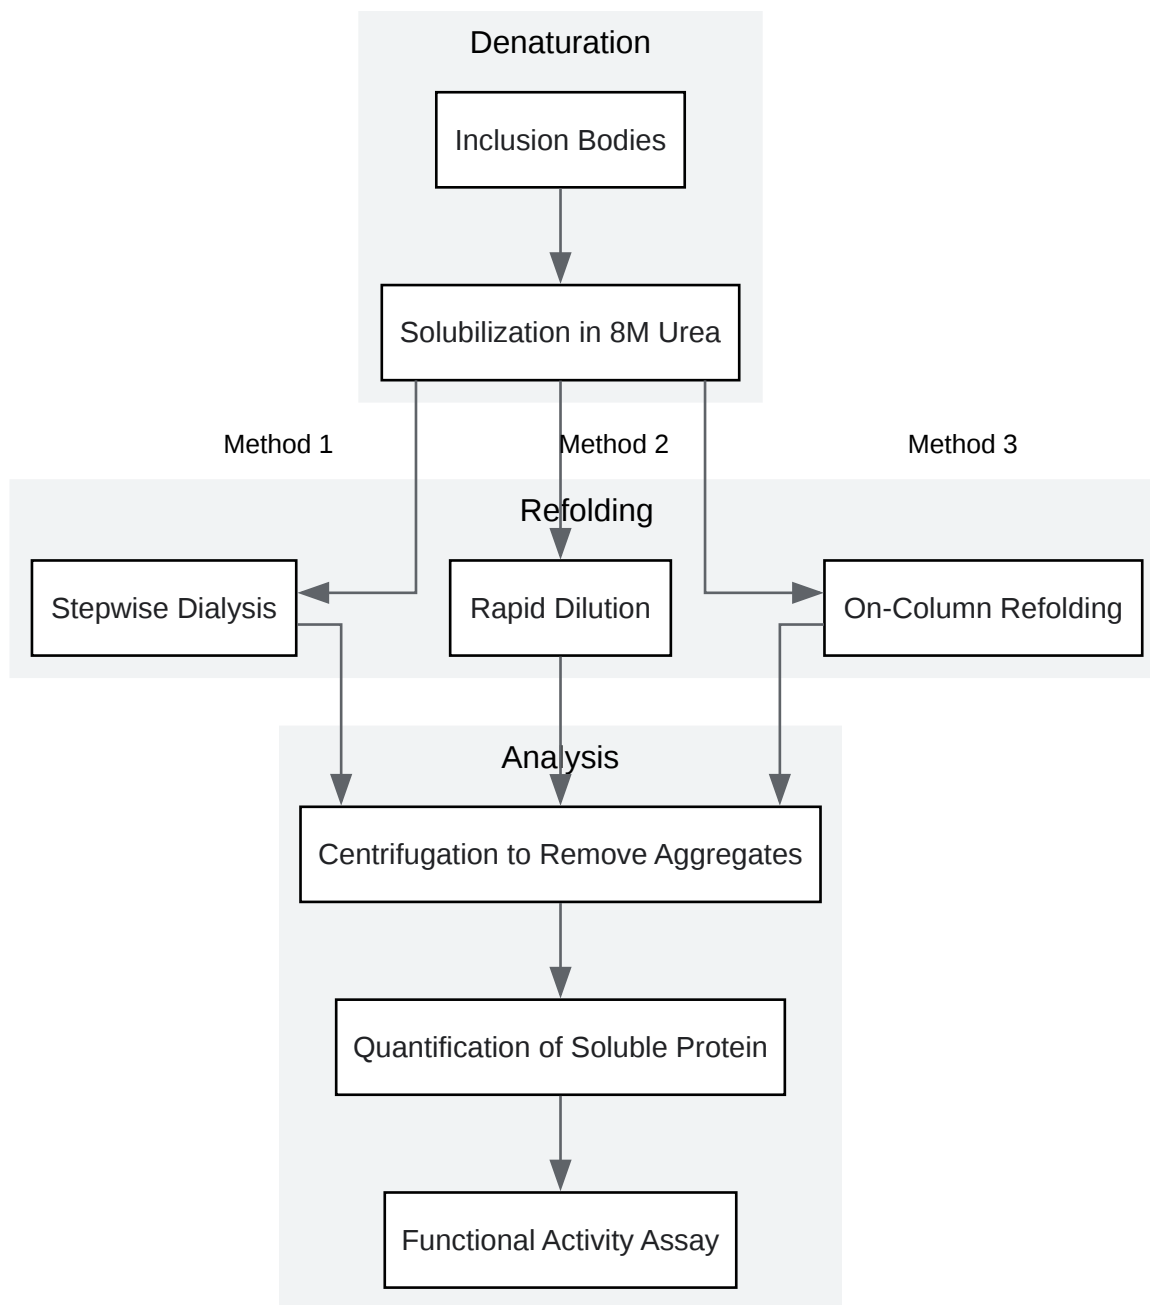 Denaturation
Inclusion Bodies
Solubilization in 8M Urea
Method 1
Method 2
Method 3
Refolding
Stepwise Dialysis
Rapid Dilution
On-Column Refolding
Analysis
Centrifugation to Remove Aggregates
Quantification of Soluble Protein
Functional Activity Assay